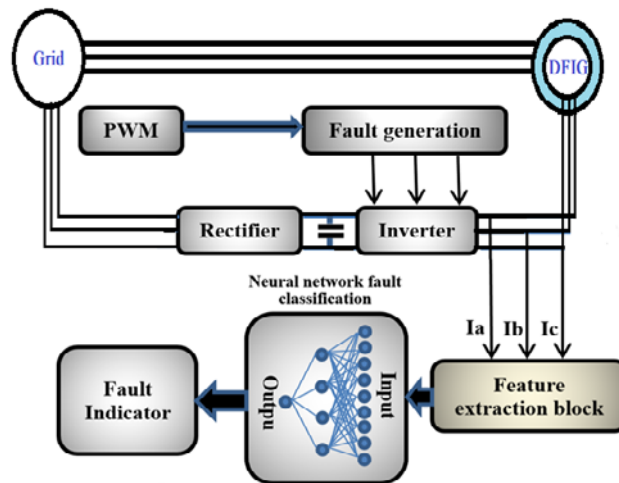 Grid
DFIG
PWM
Fault generation
Rectifier
Inverter
Neural network fault
classification
Ia
Ib
Ic
Fault
Indicator
Outpu
Input
Feature
extraction block